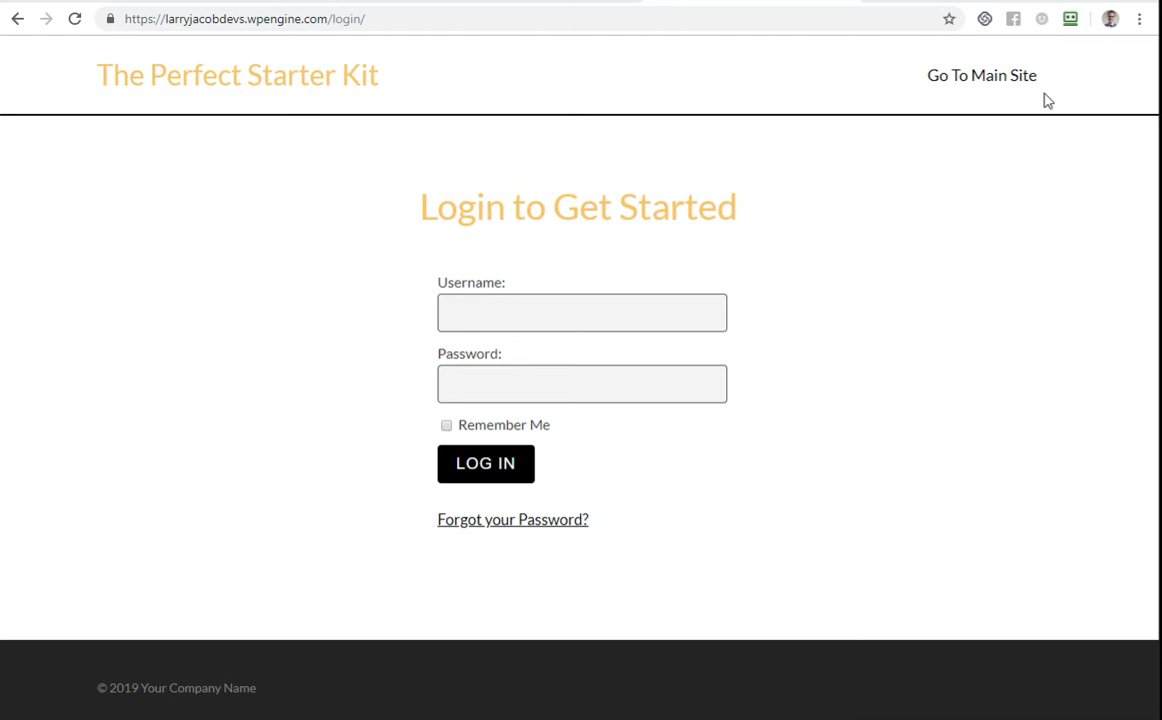 https://larryjacobdevs.wpengine.com/login/
The Perfect Starter Kit
Go To Main Site
Login to Get Started
Username:
Password:
Remember Me
LOG IN
Forgot your Password?
© 2019 Your Company Name